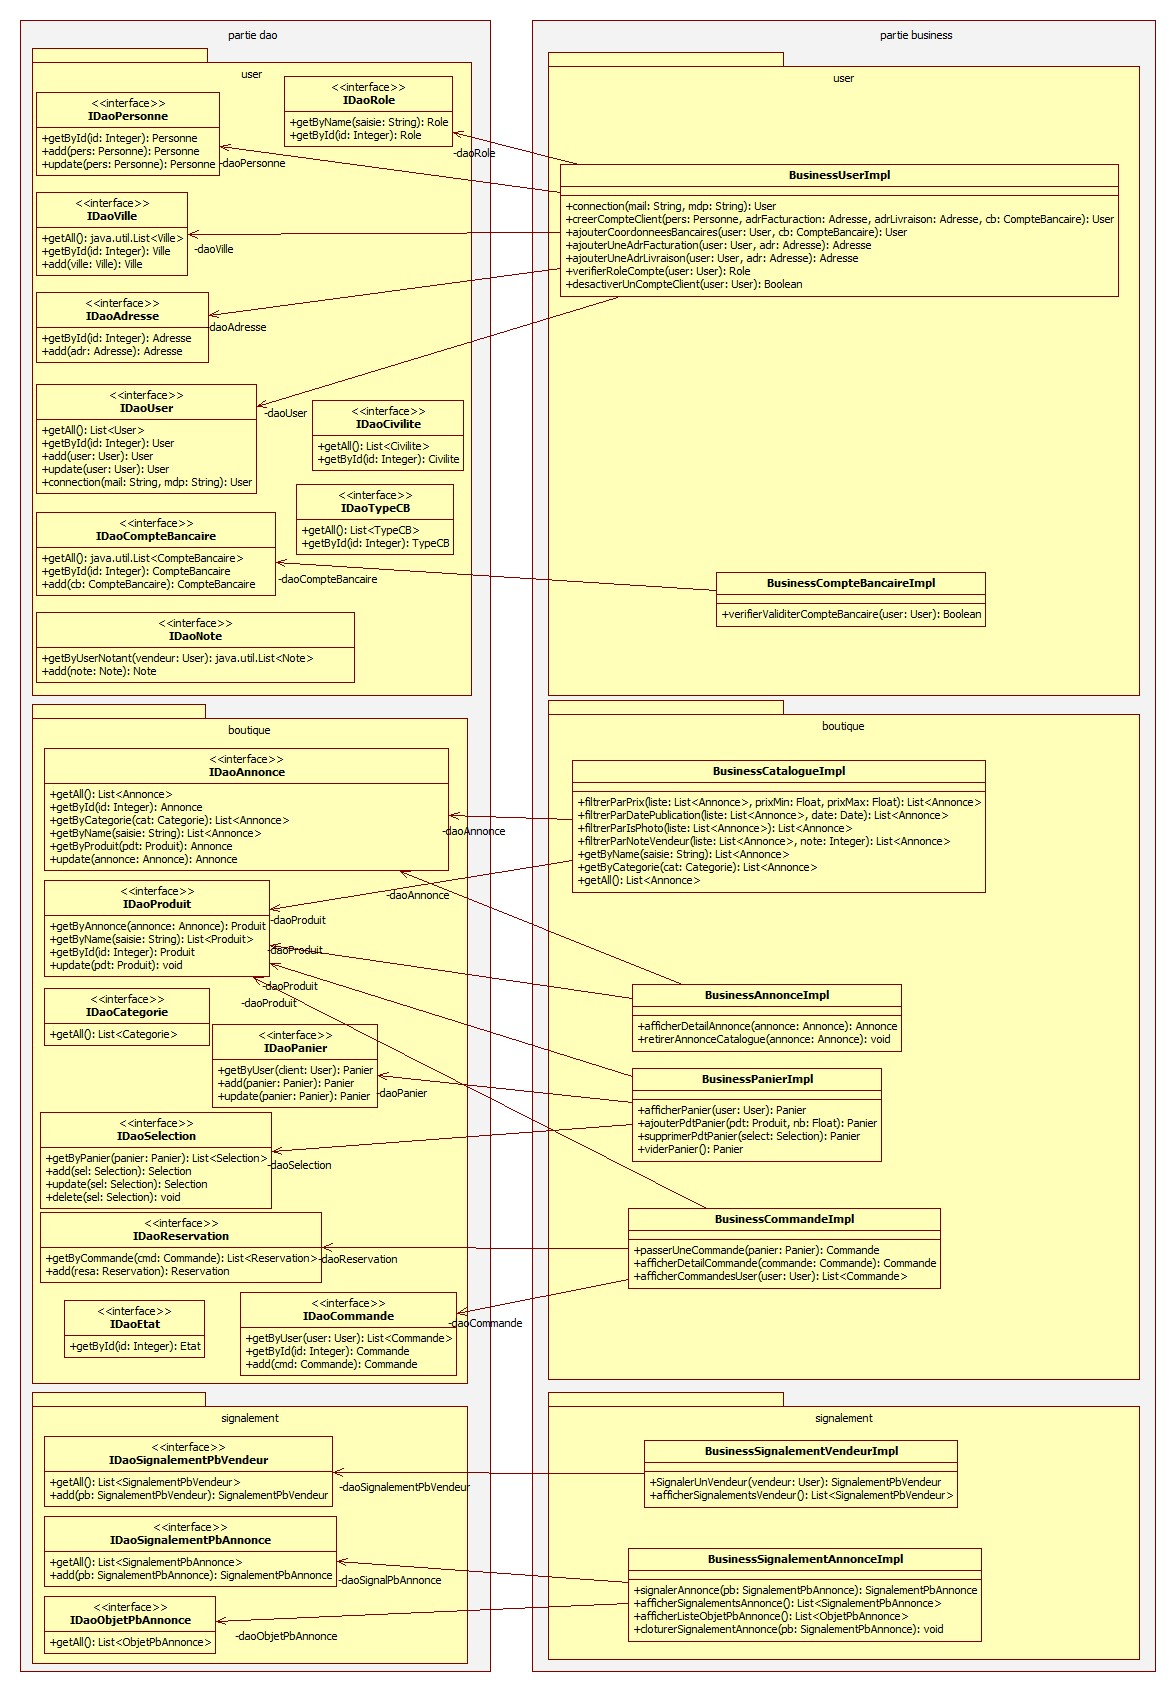 partie dao
user
<<interface>>
IDaoPersonne
+getById(id: Integer): Personne
+add(pers: Personne): Personne
+update(pers: Personne): Personne
<<interface>>
IDaoRole
+getByName(saisie: String): Role
+getById(id: Integer): Role
-daoRole
-daoPersonne
<<interface>>
IDaoVille
+getAll(): java.util.List<Ville>
+getById(id: Integer): Ville
+add(ville: Ville): Ville
-daoVille
<<interface>>
IDaoAdresse
+getById(id: Integer): Adresse
+add(adr: Adresse): Adresse
-daoAdresse
<<interface>>
IDaoUser
+getAll(): List<User>
+getById(id: Integer): User
+add(user: User): User
+update(user: User): User
+connection(mail: String, mdp: String): User
-daoUser
<<interface>>
IDaoCivilite
+getAll(): List<Civilite>
+getById(id: Integer): Civilite
<<interface>>
IDaoTypeCB
+getAll(): List<TypeCB>
+getById(id: Integer): TypeCB
<<interface>>
IDaoCompteBancaire
+getAll(): java.util.List<CompteBancaire>
+getById(id: Integer): CompteBancaire
+add(cb: CompteBancaire): CompteBancaire
-daoCompteBancaire
<<interface>>
IDaoNote
+getByUserNotant(vendeur: User): java.util.List<Note>
+add(note: Note): Note
boutique
<<interface>>
IDaoAnnonce
+getAll(): List<Annonce>
+getById(id: Integer): Annonce
+getByCategorie(cat: Categorie): List<Annonce>
+getByName(saisie: String): List<Annonce>
+getByProduit(pdt: Produit): Annonce
+update(annonce: Annonce): Annonce
-daoAnnonce
-daoAnnonce
<<interface>>
IDaoProduit
+getByAnnonce(annonce: Annonce): Produit
+getByName(saisie: String): List<Produit>
+getById(id: Integer): Produit
+update(pdt: Produit): void
-daoProduit
-daoProduit
-daoProduit
-daoProduit
<<interface>>
IDaoCategorie
+getAll(): List<Categorie>
<<interface>>
IDaoPanier
+getByUser(client: User): Panier
+add(panier: Panier): Panier
+update(panier: Panier): Panier
-daoPanier
<<interface>>
IDaoSelection
+getByPanier(panier: Panier): List<Selection>
+add(sel: Selection): Selection
+update(sel: Selection): Selection
+delete(sel: Selection): void
-daoSelection
<<interface>>
IDaoReservation
+getByCommande(cmd: Commande): List<Reservation>
+add(resa: Reservation): Reservation
-daoReservation
<<interface>>
IDaoEtat
+getById(id: Integer): Etat
<<interface>>
IDaoCommande
+getByUser(user: User): List<Commande>
+getById(id: Integer): Commande
+add(cmd: Commande): Commande
-daoCommande
signalement
<<interface>>
IDaoSignalementPbVendeur
+getAll(): List<SignalementPbVendeur>
+add(pb: SignalementPbVendeur): SignalementPbVendeur
-daoSignalementPbVendeur
<<interface>>
IDaoSignalementPbAnnonce
+getAll(): List<SignalementPbAnnonce>
+add(pb: SignalementPbAnnonce): SignalementPbAnnonce
-daoSignalPbAnnonce
<<interface>>
IDaoObjetPbAnnonce
+getAll(): List<ObjetPbAnnonce>
-daoObjetPbAnnonce
partie business
user
BusinessUserImpl
+connection(mail: String, mdp: String): User
+creerCompteClient(pers: Personne, adrFacturation: Adresse, adrLivraison: Adresse, cb: CompteBancaire): User
+ajouterCoordonneesBancaires(user: User, cb: CompteBancaire): User
+ajouterUneAdrFacturation(user: User, adr: Adresse): Adresse
+ajouterUneAdrLivraison(user: User, adr: Adresse): Adresse
+verifierRoleCompte(user: User): Role
+desactiverUnCompteClient(user: User): Boolean
BusinessCompteBancaireImpl
+verifierValiditerCompteBancaire(user: User): Boolean
boutique
BusinessCatalogueImpl
+filtrerParPrix(liste: List<Annonce>, prixMin: Float, prixMax: Float): List<Annonce>
+filtrerParDatePublication(liste: List<Annonce>, date: Date): List<Annonce>
+filtrerParIsPhoto(liste: List<Annonce>): List<Annonce>
+filtrerParNoteVendeur(liste: List<Annonce>, note: Integer): List<Annonce>
+getByName(saisie: String): List<Annonce>
+getByCategorie(cat: Categorie): List<Annonce>
+getAll(): List<Annonce>
BusinessAnnonceImpl
+afficherDetailAnnonce(annonce: Annonce): Annonce
+retirerAnnonceCatalogue(annonce: Annonce): void
BusinessPanierImpl
+afficherPanier(user: User): Panier
+ajouterPdtPanier(pdt: Produit, nb: Float): Panier
+supprimerPdtPanier(select: Selection): Panier
+viderPanier(): Panier
BusinessCommandeImpl
+passerUneCommande(panier: Panier): Commande
+afficherDetailCommande(commande: Commande): Commande
+afficherCommandesUser(user: User): List<Commande>
signalement
BusinessSignalementVendeurImpl
+SignalerUnVendeur(vendeur: User): SignalementPbVendeur
+afficherSignalementsVendeur(): List<SignalementPbVendeur>
BusinessSignalementAnnonceImpl
+signalerAnnonce(pb: SignalementPbAnnonce): SignalementPbAnnonce
+afficherSignalementsAnnonce(): List<SignalementPbAnnonce>
+afficherListeObjetPbAnnonce(): List<ObjetPbAnnonce>
+cloturerSignalementAnnonce(pb: SignalementPbAnnonce): void